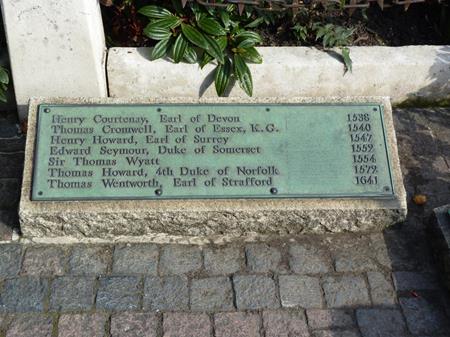 Henry Courtenay, Earl of Devon 1538
Thomas Cromwell, Earl of Essex, K.G. 1540
Henry Howard, Earl of Surrey 1547
Edward Seymour, Duke of Somerset 1552
Sir Thomas Wyatt 1554
Thomas Howard, 4th Duke of Norfolk 1572
Thomas Wentworth, Earl of Strafford 1641